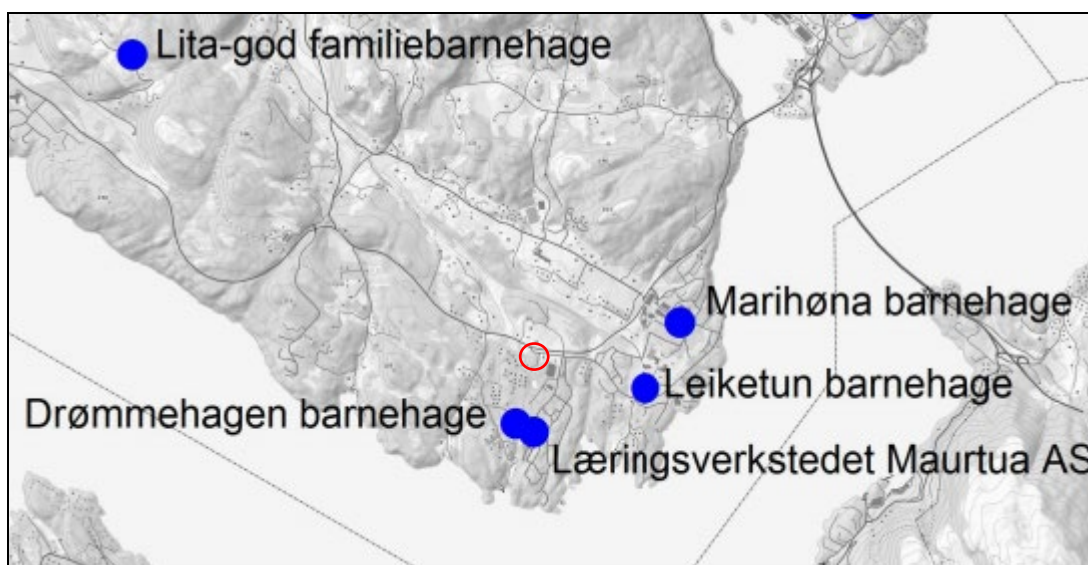 Lita-god familiebarnehage
Marihøna barnehage
Leiketun barnehage
Drømmehagen barnehage
Læringsverkstedet Maurtua AS